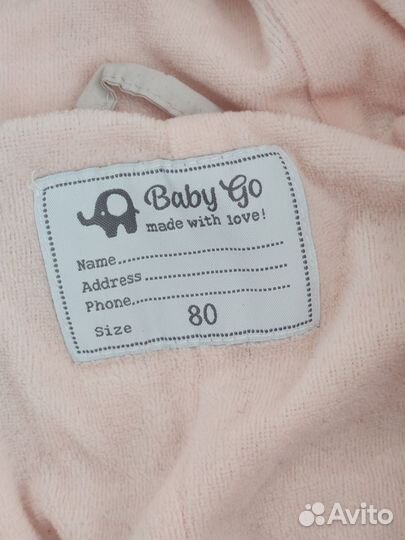 Baby Go
made with love!
Name
Address
Phone
Size 80
Avito